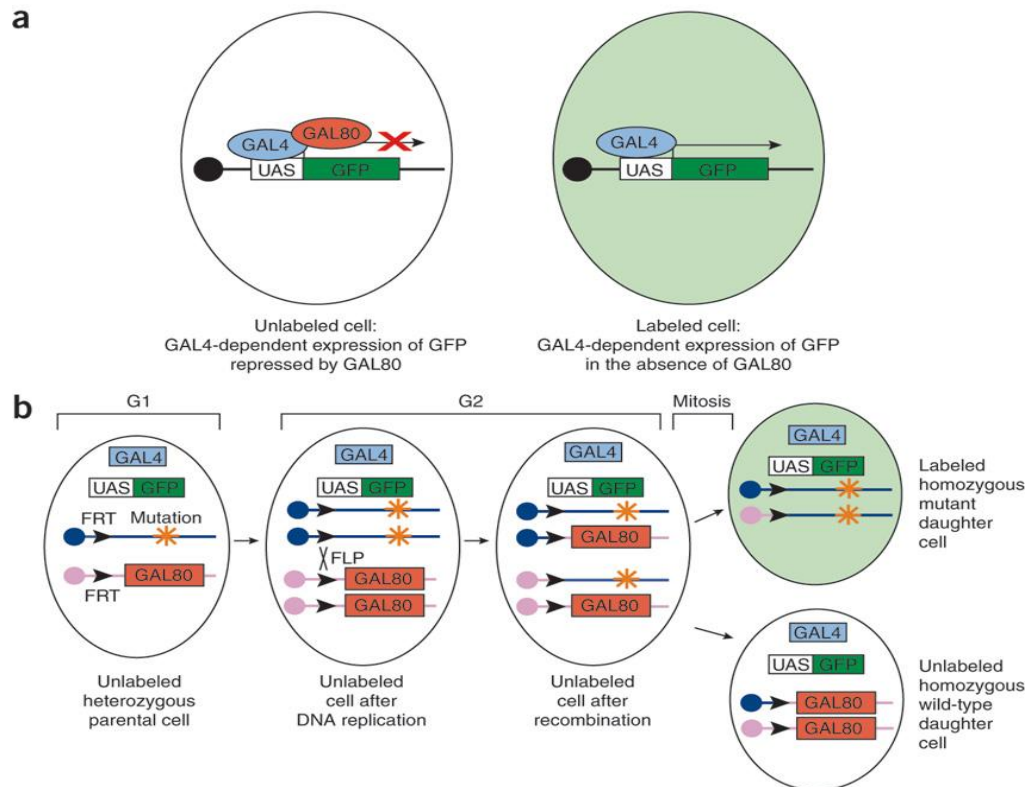 a
GAL4 GAL80
UAS GFP
GAL4
UAS GFP
Unlabeled cell:
GAL4-dependent expression of GFP
repressed by GAL80
Labeled cell:
GAL4-dependent expression of GFP
in the absence of GAL80
b
G1
G2
Mitosis
GAL4
UAS GFP
FRT Mutation
GAL80
FRT
Unlabeled
heterozygous
parental cell
GAL4
UAS GFP
FLP
GAL80
GAL80
Unlabeled
cell after
DNA replication
GAL4
UAS GFP
GAL80
GAL80
Unlabeled
cell after
recombination
GAL4
UAS GFP
Labeled
homozygous
mutant
daughter
cell
GAL4
UAS GFP
GAL80
GAL80
Unlabeled
homozygous
wild-type
daughter
cell